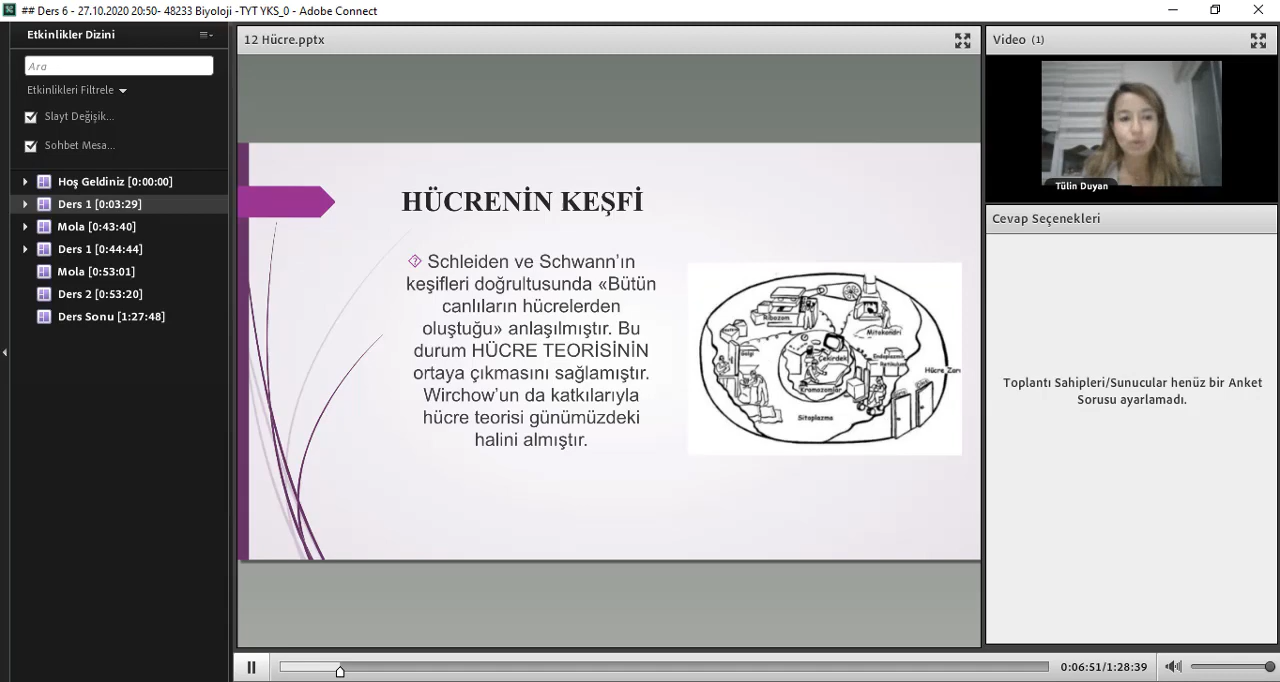 ## Ders 6 - 27.10.2020 20:50- 48233 Biyoloji -TYT YKS_0 - Adobe Connect
Etkinlikler Dizini
Ara
Etkinlikleri Filtrele
Slayt Değişik...
Sohbet Mesa...
Hoş Geldiniz [0:00:00]
Ders 1 [0:03:29]
Mola [0:43:40]
Ders 1 [0:44:44]
Mola [0:53:01]
Ders 2 [0:53:20]
Ders Sonu [1:27:48]
12 Hücre.pptx
HÜCRENİN KEŞFİ
Schleiden ve Schwann’ın
keşifleri doğrultusunda «Bütün
canlıların hücrelerden
oluştuğu» anlaşılmıştır. Bu
durum HÜCRE TEORİSİNİN
ortaya çıkmasını sağlamıştır.
Wirchow’un da katkılarıyla
hücre teorisi günümüzdeki
halini almıştır.
Ribozom
Mitokondri
Golgi
Çekirdek
Endoplazmik
Retikulum
Hücre Zarı
Kromozomlar
Sitoplazma
0:06:51/1:28:39
Video (1)
Tülin Duyan
Cevap Seçenekleri
Toplantı Sahipleri/Sunucular henüz bir Anket
Sorusu ayarlamadı.